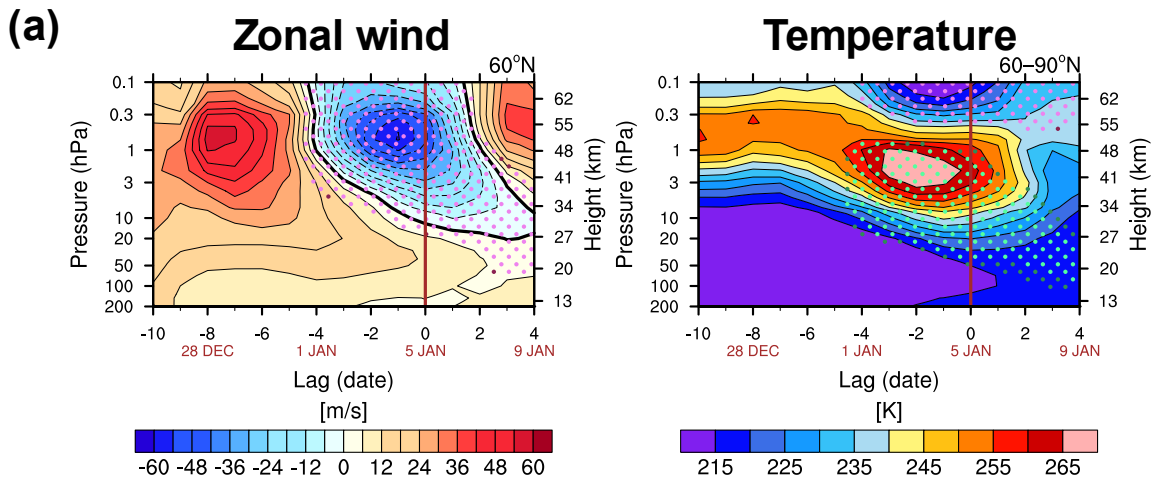 (a)
Zonal wind
Temperature
60°N
60–90°N
Pressure (hPa)
0.1
0.3
1
3
10
20
50
100
200
62
55
48
41
34
27
20
13
Height (km)
-10 -8 -6 -4 -2 0 2 4
28 DEC 1 JAN 5 JAN 9 JAN
Lag (date)
[m/s]
-60 -48 -36 -24 -12 0 12 24 36 48 60
Pressure (hPa)
0.1
0.3
1
3
10
20
50
100
200
62
55
48
41
34
27
20
13
Height (km)
-10 -8 -6 -4 -2 0 2 4
28 DEC 1 JAN 5 JAN 9 JAN
Lag (date)
[K]
215 225 235 245 255 265